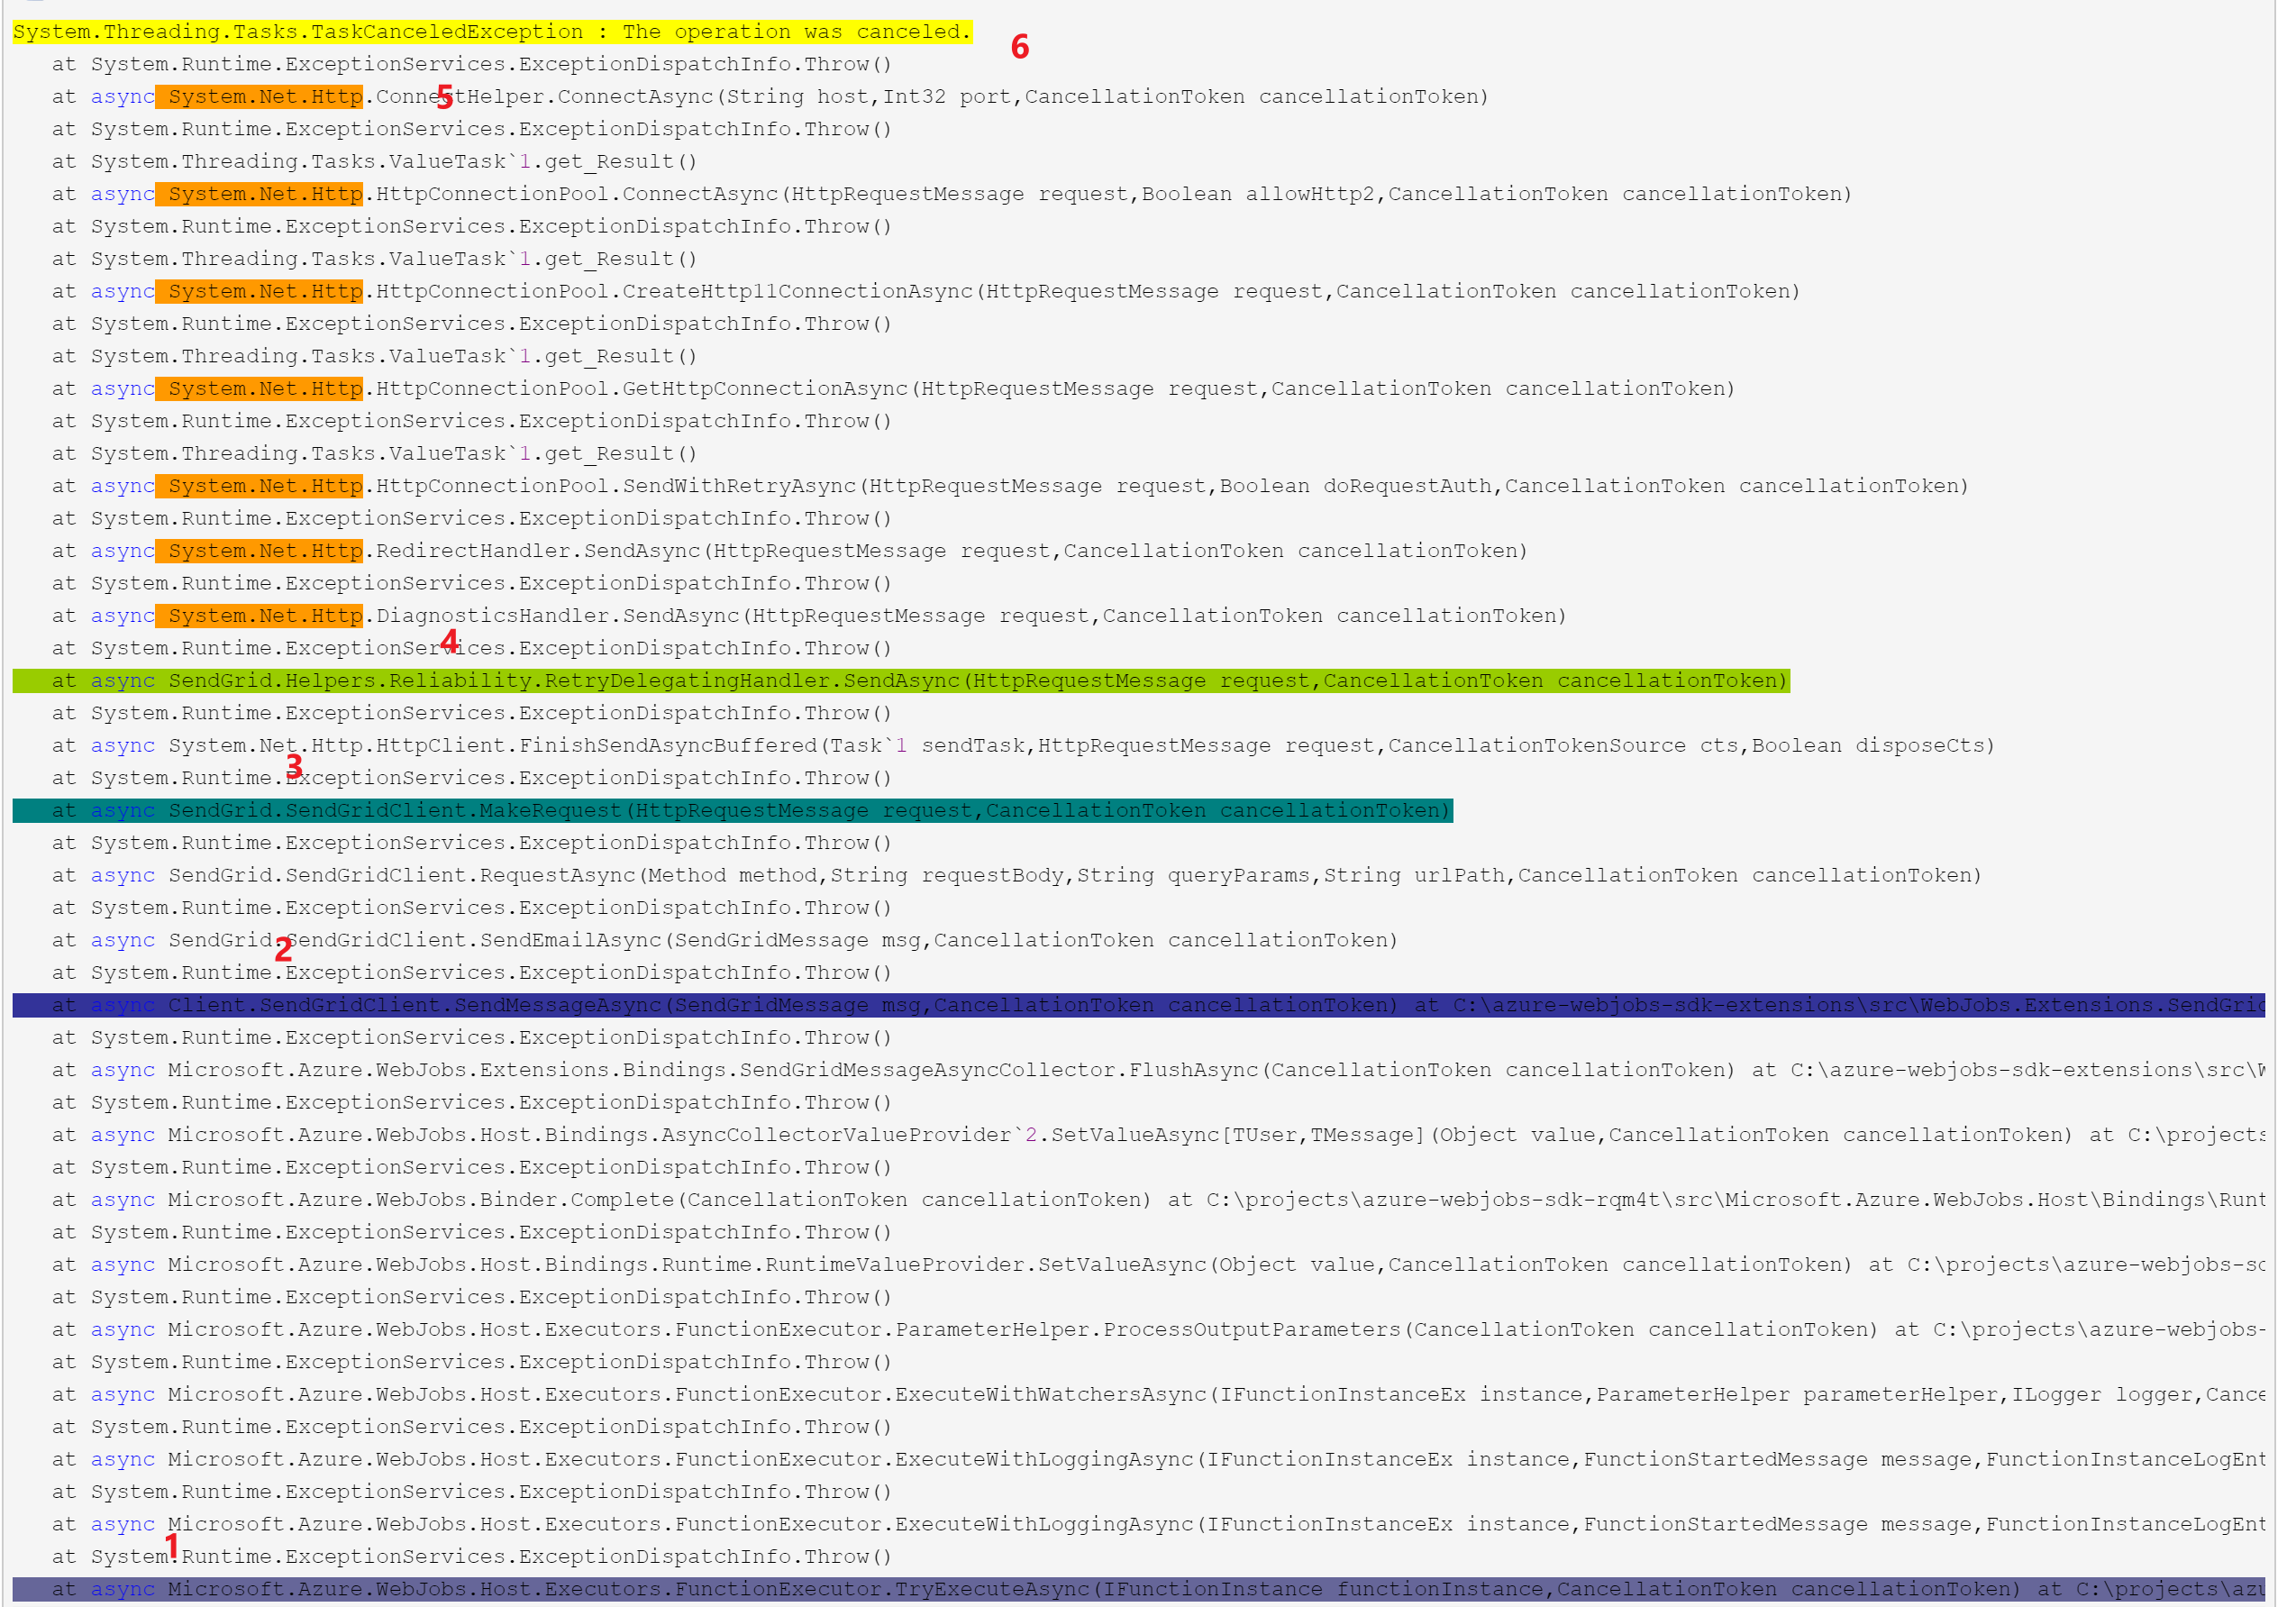 System.Threading.Tasks.TaskCanceledException : The operation was canceled.
6
at System.Runtime.ExceptionServices.ExceptionDispatchInfo.Throw()
5
at async System.Net.Http.ConnectHelper.ConnectAsync(String host,Int32 port,CancellationToken cancellationToken)
at System.Runtime.ExceptionServices.ExceptionDispatchInfo.Throw()
at System.Threading.Tasks.ValueTask`1.get_Result()
at async System.Net.Http.HttpConnectionPool.ConnectAsync(HttpRequestMessage request,Boolean allowHttp2,CancellationToken cancellationToken)
at System.Runtime.ExceptionServices.ExceptionDispatchInfo.Throw()
at System.Threading.Tasks.ValueTask`1.get_Result()
at async System.Net.Http.HttpConnectionPool.CreateHttp11ConnectionAsync(HttpRequestMessage request,CancellationToken cancellationToken)
at System.Runtime.ExceptionServices.ExceptionDispatchInfo.Throw()
at System.Threading.Tasks.ValueTask`1.get_Result()
at async System.Net.Http.HttpConnectionPool.GetHttpConnectionAsync(HttpRequestMessage request,CancellationToken cancellationToken)
at System.Runtime.ExceptionServices.ExceptionDispatchInfo.Throw()
at System.Threading.Tasks.ValueTask`1.get_Result()
at async System.Net.Http.HttpConnectionPool.SendWithRetryAsync(HttpRequestMessage request,Boolean doRequestAuth,CancellationToken cancellationToken)
at System.Runtime.ExceptionServices.ExceptionDispatchInfo.Throw()
at async System.Net.Http.RedirectHandler.SendAsync(HttpRequestMessage request,CancellationToken cancellationToken)
at System.Runtime.ExceptionServices.ExceptionDispatchInfo.Throw()
at async System.Net.Http.DiagnosticsHandler.SendAsync(HttpRequestMessage request,CancellationToken cancellationToken)
4
at System.Runtime.ExceptionServices.ExceptionDispatchInfo.Throw()
at async SendGrid.Helpers.Reliability.RetryDelegatingHandler.SendAsync(HttpRequestMessage request,CancellationToken cancellationToken)
at System.Runtime.ExceptionServices.ExceptionDispatchInfo.Throw()
at async System.Net.Http.HttpClient.FinishSendAsyncBuffered(Task`1 sendTask,HttpRequestMessage request,CancellationTokenSource cts,Boolean disposeCts)
3
at System.Runtime.ExceptionServices.ExceptionDispatchInfo.Throw()
at async SendGrid.SendGridClient.MakeRequest(HttpRequestMessage request,CancellationToken cancellationToken)
at System.Runtime.ExceptionServices.ExceptionDispatchInfo.Throw()
at async SendGrid.SendGridClient.RequestAsync(Method method,String requestBody,String queryParams,String urlPath,CancellationToken cancellationToken)
at System.Runtime.ExceptionServices.ExceptionDispatchInfo.Throw()
at async SendGrid.SendGridClient.SendEmailAsync(SendGridMessage msg,CancellationToken cancellationToken)
2
at System.Runtime.ExceptionServices.ExceptionDispatchInfo.Throw()
at async Client.SendGridClient.SendMessageAsync(SendGridMessage msg,CancellationToken cancellationToken) at C:\azure-webjobs-sdk-extensions\src\WebJobs.Extensions.SendGrid
at System.Runtime.ExceptionServices.ExceptionDispatchInfo.Throw()
at async Microsoft.Azure.WebJobs.Extensions.Bindings.SendGridMessageAsyncCollector.FlushAsync(CancellationToken cancellationToken) at C:\azure-webjobs-sdk-extensions\src\W
at System.Runtime.ExceptionServices.ExceptionDispatchInfo.Throw()
at async Microsoft.Azure.WebJobs.Host.Bindings.AsyncCollectorValueProvider`2.SetValueAsync[TUser,TMessage](Object value,CancellationToken cancellationToken) at C:\projects
at System.Runtime.ExceptionServices.ExceptionDispatchInfo.Throw()
at async Microsoft.Azure.WebJobs.Binder.Complete(CancellationToken cancellationToken) at C:\projects\azure-webjobs-sdk-rqm4t\src\Microsoft.Azure.WebJobs.Host\Bindings\Runt
at System.Runtime.ExceptionServices.ExceptionDispatchInfo.Throw()
at async Microsoft.Azure.WebJobs.Host.Bindings.Runtime.RuntimeValueProvider.SetValueAsync(Object value,CancellationToken cancellationToken) at C:\projects\azure-webjobs-sd
at System.Runtime.ExceptionServices.ExceptionDispatchInfo.Throw()
at async Microsoft.Azure.WebJobs.Host.Executors.FunctionExecutor.ParameterHelper.ProcessOutputParameters(CancellationToken cancellationToken) at C:\projects\azure-webjobs-
at System.Runtime.ExceptionServices.ExceptionDispatchInfo.Throw()
at async Microsoft.Azure.WebJobs.Host.Executors.FunctionExecutor.ExecuteWithWatchersAsync(IFunctionInstanceEx instance,ParameterHelper parameterHelper,ILogger logger,Cance
at System.Runtime.ExceptionServices.ExceptionDispatchInfo.Throw()
at async Microsoft.Azure.WebJobs.Host.Executors.FunctionExecutor.ExecuteWithLoggingAsync(IFunctionInstanceEx instance,FunctionStartedMessage message,FunctionInstanceLogEnt
at System.Runtime.ExceptionServices.ExceptionDispatchInfo.Throw()
at async Microsoft.Azure.WebJobs.Host.Executors.FunctionExecutor.ExecuteWithLoggingAsync(IFunctionInstanceEx instance,FunctionStartedMessage message,FunctionInstanceLogEnt
1
at System.Runtime.ExceptionServices.ExceptionDispatchInfo.Throw()
at async Microsoft.Azure.WebJobs.Host.Executors.FunctionExecutor.TryExecuteAsync(IFunctionInstance functionInstance,CancellationToken cancellationToken) at C:\projects\azu